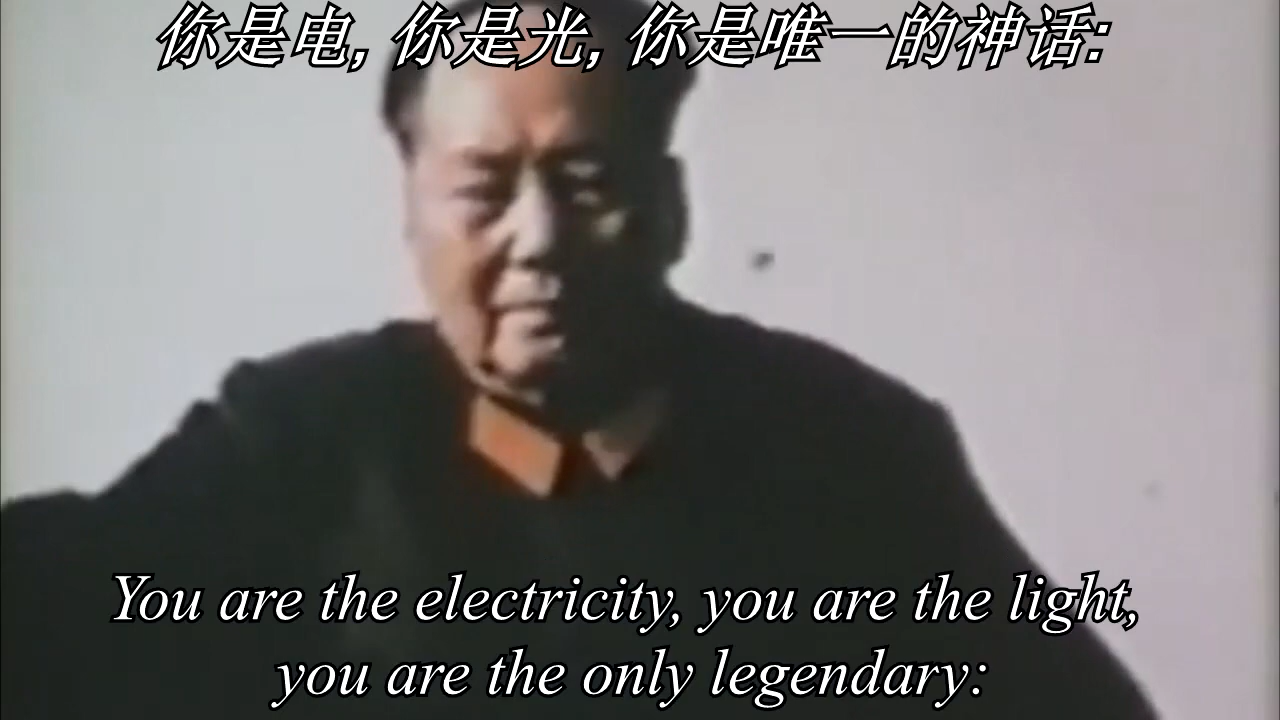 你是电, 你是光, 你是唯一的神话:
You are the electricity, you are the light,
you are the only legendary: